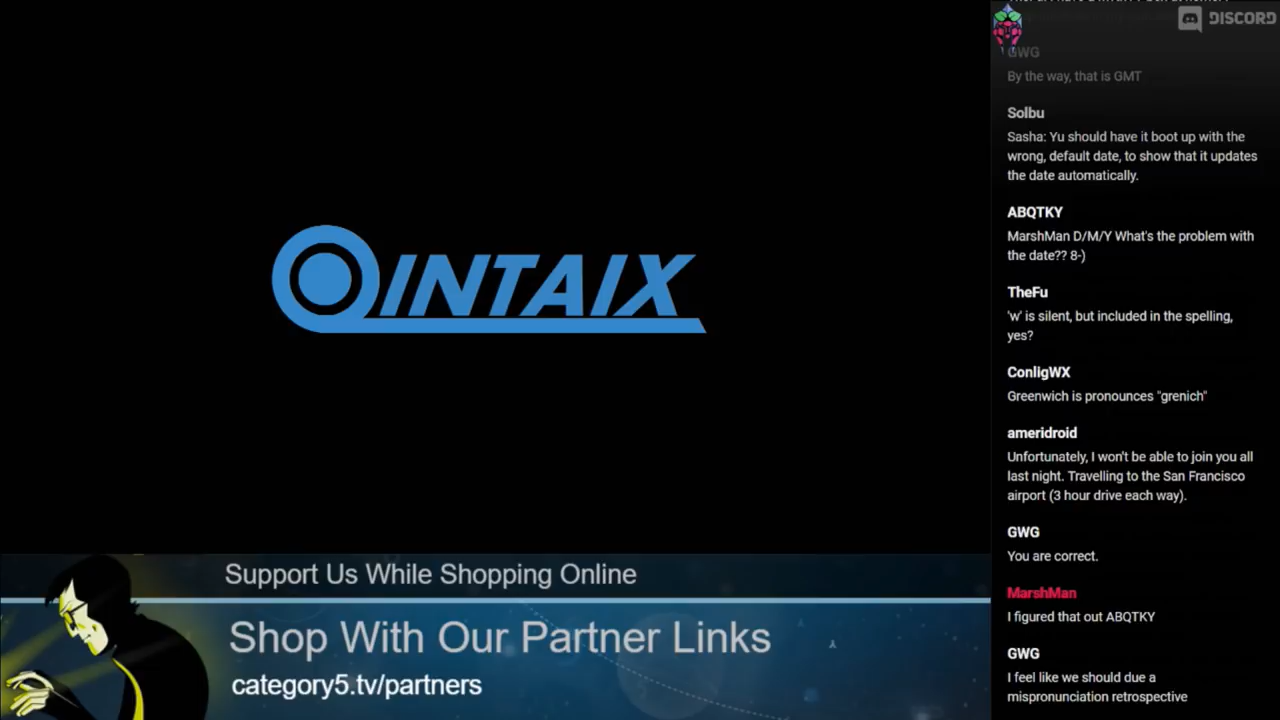 QINTAIX
Support Us While Shopping Online
Shop With Our Partner Links
category5.tv/partners
DISCORD
GWG
By the way, that is GMT
Solbu
Sasha: Yu should have it boot up with the
wrong, default date, to show that it updates
the date automatically.
ABQTKY
MarshMan D/M/Y What's the problem with
the date?? 8-)
TheFu
'w' is silent, but included in the spelling,
yes?
ConligWX
Greenwich is pronounces "grenich"
ameridroid
Unfortunately, I won't be able to join you all
last night. Travelling to the San Francisco
airport (3 hour drive each way).
GWG
You are correct.
MarshMan
I figured that out ABQTKY
GWG
I feel like we should due a
mispronunciation retrospective